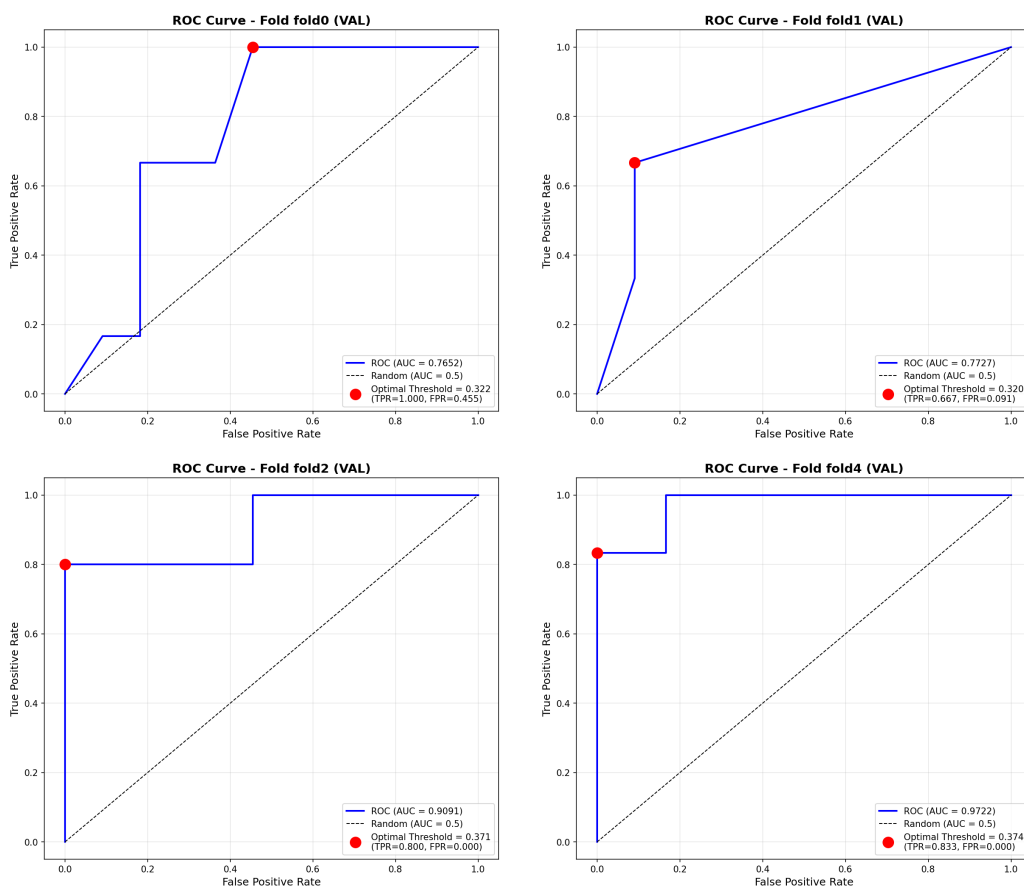 ROC Curve - Fold fold0 (VAL)
True Positive Rate
1.0
0.8
0.6
0.4
0.2
0.0
ROC (AUC = 0.7652)
Random (AUC = 0.5)
Optimal Threshold = 0.322
(TPR=1.000, FPR=0.455)
0.0 0.2 0.4 0.6 0.8 1.0
False Positive Rate
ROC Curve - Fold fold1 (VAL)
True Positive Rate
1.0
0.8
0.6
0.4
0.2
0.0
ROC (AUC = 0.7727)
Random (AUC = 0.5)
Optimal Threshold = 0.320
(TPR=0.667, FPR=0.091)
0.0 0.2 0.4 0.6 0.8 1.0
False Positive Rate
ROC Curve - Fold fold2 (VAL)
True Positive Rate
1.0
0.8
0.6
0.4
0.2
0.0
ROC (AUC = 0.9091)
Random (AUC = 0.5)
Optimal Threshold = 0.371
(TPR=0.800, FPR=0.000)
0.0 0.2 0.4 0.6 0.8 1.0
False Positive Rate
ROC Curve - Fold fold4 (VAL)
True Positive Rate
1.0
0.8
0.6
0.4
0.2
0.0
ROC (AUC = 0.9722)
Random (AUC = 0.5)
Optimal Threshold = 0.374
(TPR=0.833, FPR=0.000)
0.0 0.2 0.4 0.6 0.8 1.0
False Positive Rate